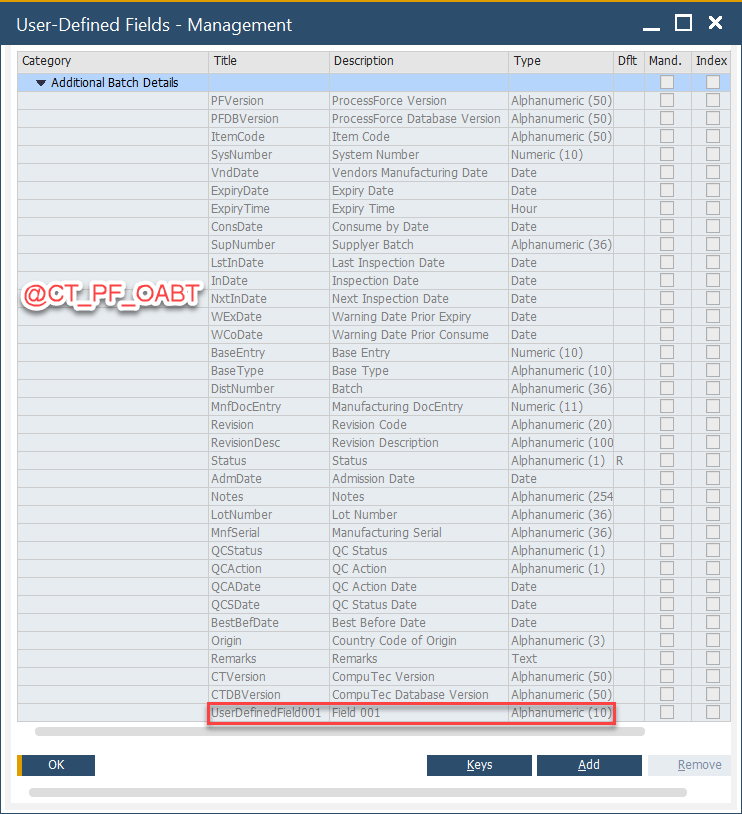 User-Defined Fields - Management
Category Title Description Type Dflt Mand. Index
Additional Batch Details
PFVersion ProcessForce Version Alphanumeric (50)
PFDBVersion ProcessForce Database Version Alphanumeric (50)
ItemCode Item Code Alphanumeric (50)
SysNumber System Number Numeric (10)
VndDate Vendors Manufacturing Date Date
ExpiryDate Expiry Date Date
ExpiryTime Expiry Time Hour
ConsDate Consume by Date Date
SupNumber Supplyer Batch Alphanumeric (36)
LstInDate Last Inspection Date Date
InDate Inspection Date Date
@CT_PF_OABT
NxtInDate Next Inspection Date Date
WExDate Warning Date Prior Expiry Date
WCoDate Warning Date Prior Consume Date
BaseEntry Base Entry Numeric (10)
BaseType Base Type Alphanumeric (10)
DistNumber Batch Alphanumeric (36)
MnfDocEntry Manufacturing DocEntry Numeric (11)
Revision Revision Code Alphanumeric (20)
RevisionDesc Revision Description Alphanumeric (100
Status Status Alphanumeric (1) R
AdmDate Admission Date Date
Notes Notes Alphanumeric (254
LotNumber Lot Number Alphanumeric (36)
MnfSerial Manufacturing Serial Alphanumeric (36)
QCStatus QC Status Alphanumeric (1)
QCAction QC Action Alphanumeric (1)
QCADate QC Action Date Date
QCSDate QC Status Date Date
BestBefDate Best Before Date Date
Origin Country Code of Origin Alphanumeric (3)
Remarks Remarks Text
CTVersion CompuTec Version Alphanumeric (50)
CTDBVersion CompuTec Database Version Alphanumeric (50)
UserDefinedField001 Field 001 Alphanumeric (10)
OK Keys Add Remove